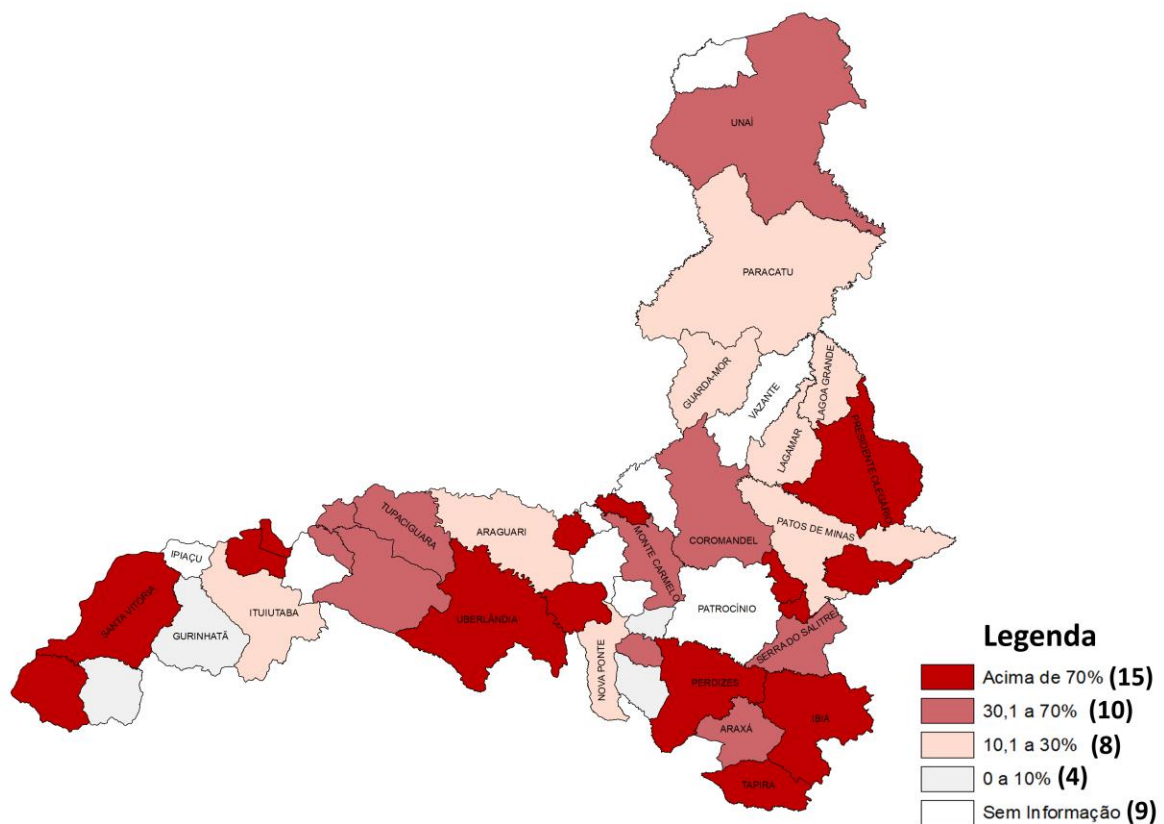 UNAÍ
PARACATU
GUARDA-MOR
VAZANTE
LAGOA GRANDE
LAGAMAR
PRESIDENTE OLEGÁRIO
TUPACIGUARA
ARAGUARI
MONTE CARMELO
COROMANDEL
PATOS DE MINAS
IPIAÇU
SANTA VITÓRIA
GURINHATÃ
ITUIUTABA
UBERLÂNDIA
PATROCÍNIO
SERRA DO SALITRE
NOVA PONTE
PERDIZES
ARAXÁ
IBIÁ
TAPIRA
Legenda
Acima de 70% (15)
30,1 a 70% (10)
10,1 a 30% (8)
0 a 10% (4)
Sem Informação (9)